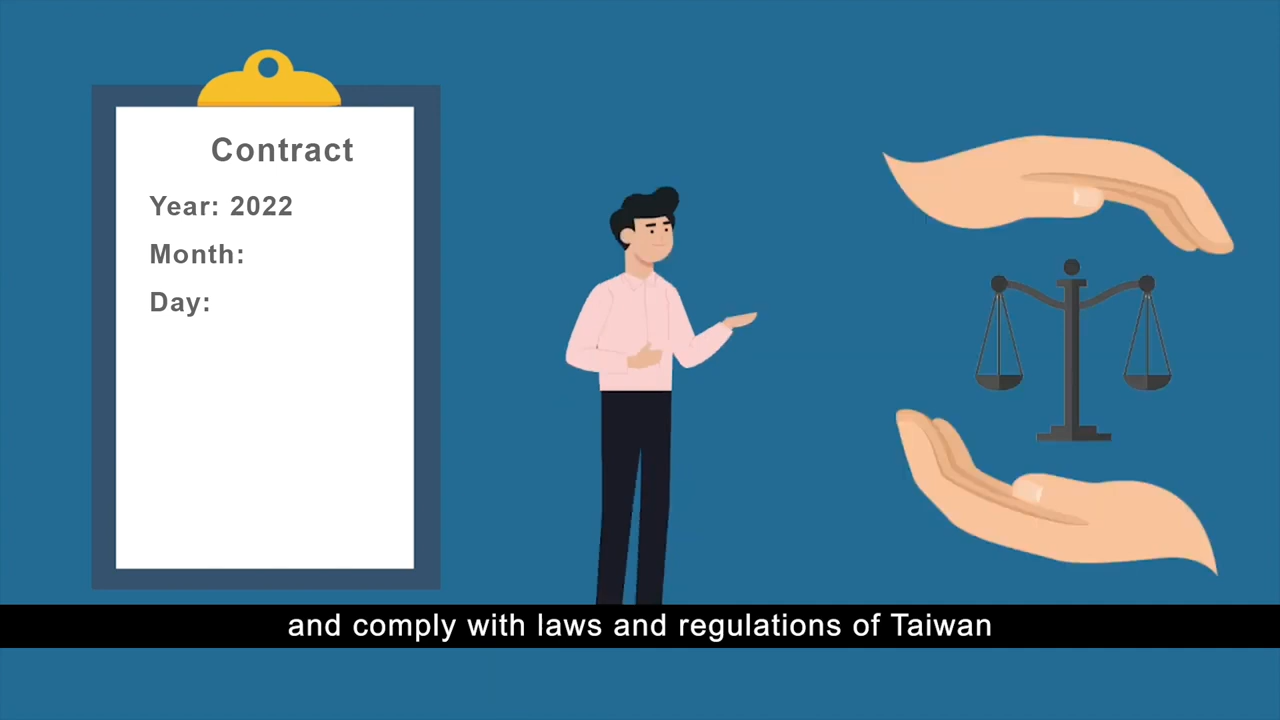 Contract
Year: 2022
Month:
Day:
and comply with laws and regulations of Taiwan